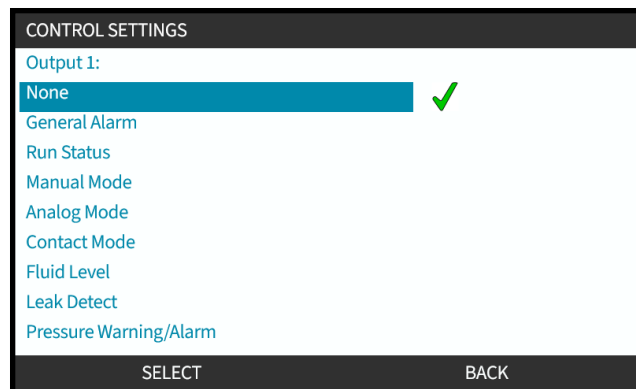 CONTROL SETTINGS
Output 1:
None
General Alarm
Run Status
Manual Mode
Analog Mode
Contact Mode
Fluid Level
Leak Detect
Pressure Warning/Alarm
SELECT BACK